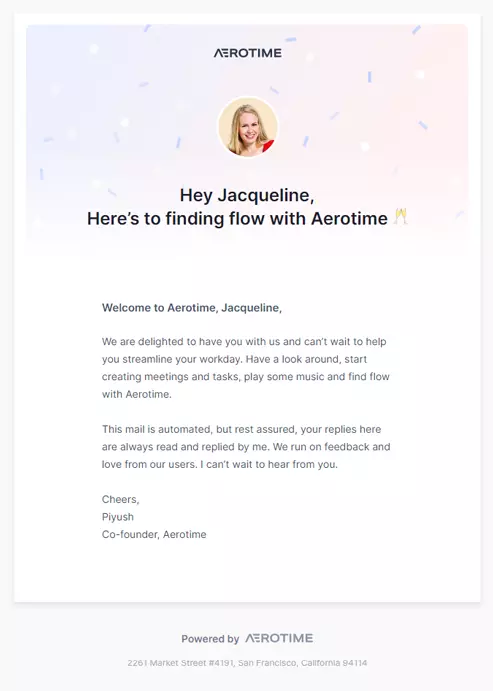 AEROTIME
Hey Jacqueline,
Here’s to finding flow with Aerotime 🥂
Welcome to Aerotime, Jacqueline,
We are delighted to have you with us and can’t wait to help
you streamline your workday. Have a look around, start
creating meetings and tasks, play some music and find flow
with Aerotime.
This mail is automated, but rest assured, your replies here
are always read and replied by me. We run on feedback and
love from our users. I can’t wait to hear from you.
Cheers,
Piyush
Co-founder, Aerotime
Powered by AEROTIME
2261 Market Street #4191, San Francisco, California 94114